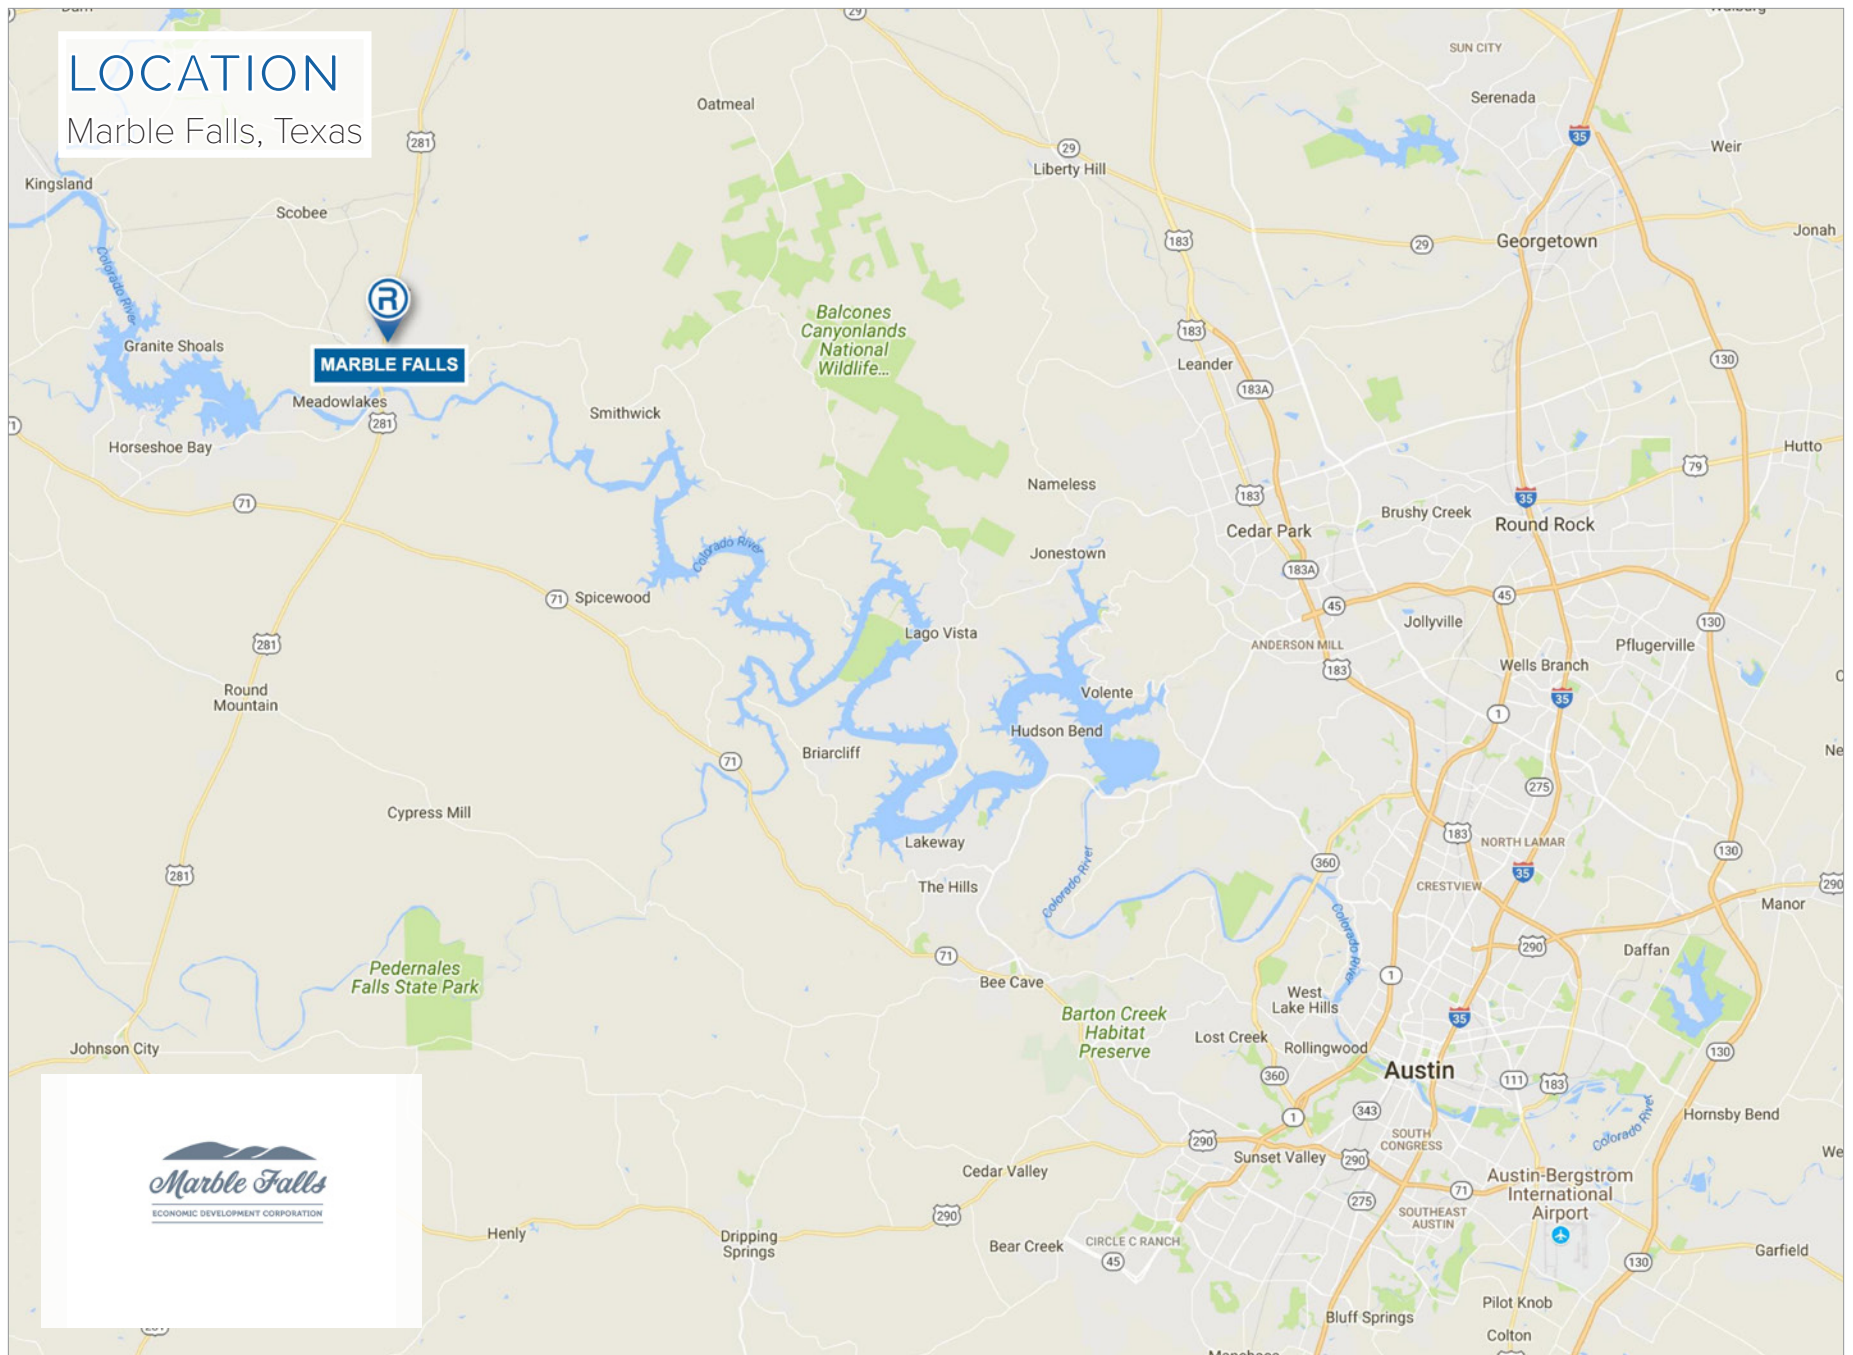 LOCATION
Marble Falls, Texas
29
SUN CITY
Oatmeal
Serenada
281
35
29
Weir
Liberty Hill
Kingsland
Scobee
183
29
Georgetown
Jonah
Colorado River
R
Balcones
Canyonlands
National
Wildlife...
183
Granite Shoals
MARBLE FALLS
Leander
130
183A
Meadowlakes
281
Smithwick
Horseshoe Bay
Hutto
79
Nameless
183
35
71
Brushy Creek
Round Rock
Cedar Park
Colorado River
Jonestown
183A
71
Spicewood
45
45
Jollyville
130
Lago Vista
281
ANDERSON MILL
Pflugerville
183
Wells Branch
Round
Mountain
Volente
35
1
Hudson Bend
Briarcliff
71
275
Cypress Mill
183
NORTH LAMAR
Lakeway
130
360
281
35
The Hills
CRESTVIEW
290
Colorado River
Manor
Colorado River
290
Daffan
71
Pedernales
Falls State Park
Bee Cave
1
West
Lake Hills
Barton Creek
Habitat
Preserve
35
Lost Creek
Rollingwood
Johnson City
130
Austin
360
111
183
343
1
Hornsby Bend
Colorado River
SOUTH
CONGRESS
290
Sunset Valley
290
Cedar Valley
Marble Falls
ECONOMIC DEVELOPMENT CORPORATION
71
Austin-Bergstrom
International
Airport
275
SOUTHEAST
AUSTIN
290
Henly
Dripping
Springs
Bear Creek
CIRCLE C RANCH
45
Garfield
130
Pilot Knob
Bluff Springs
Colton